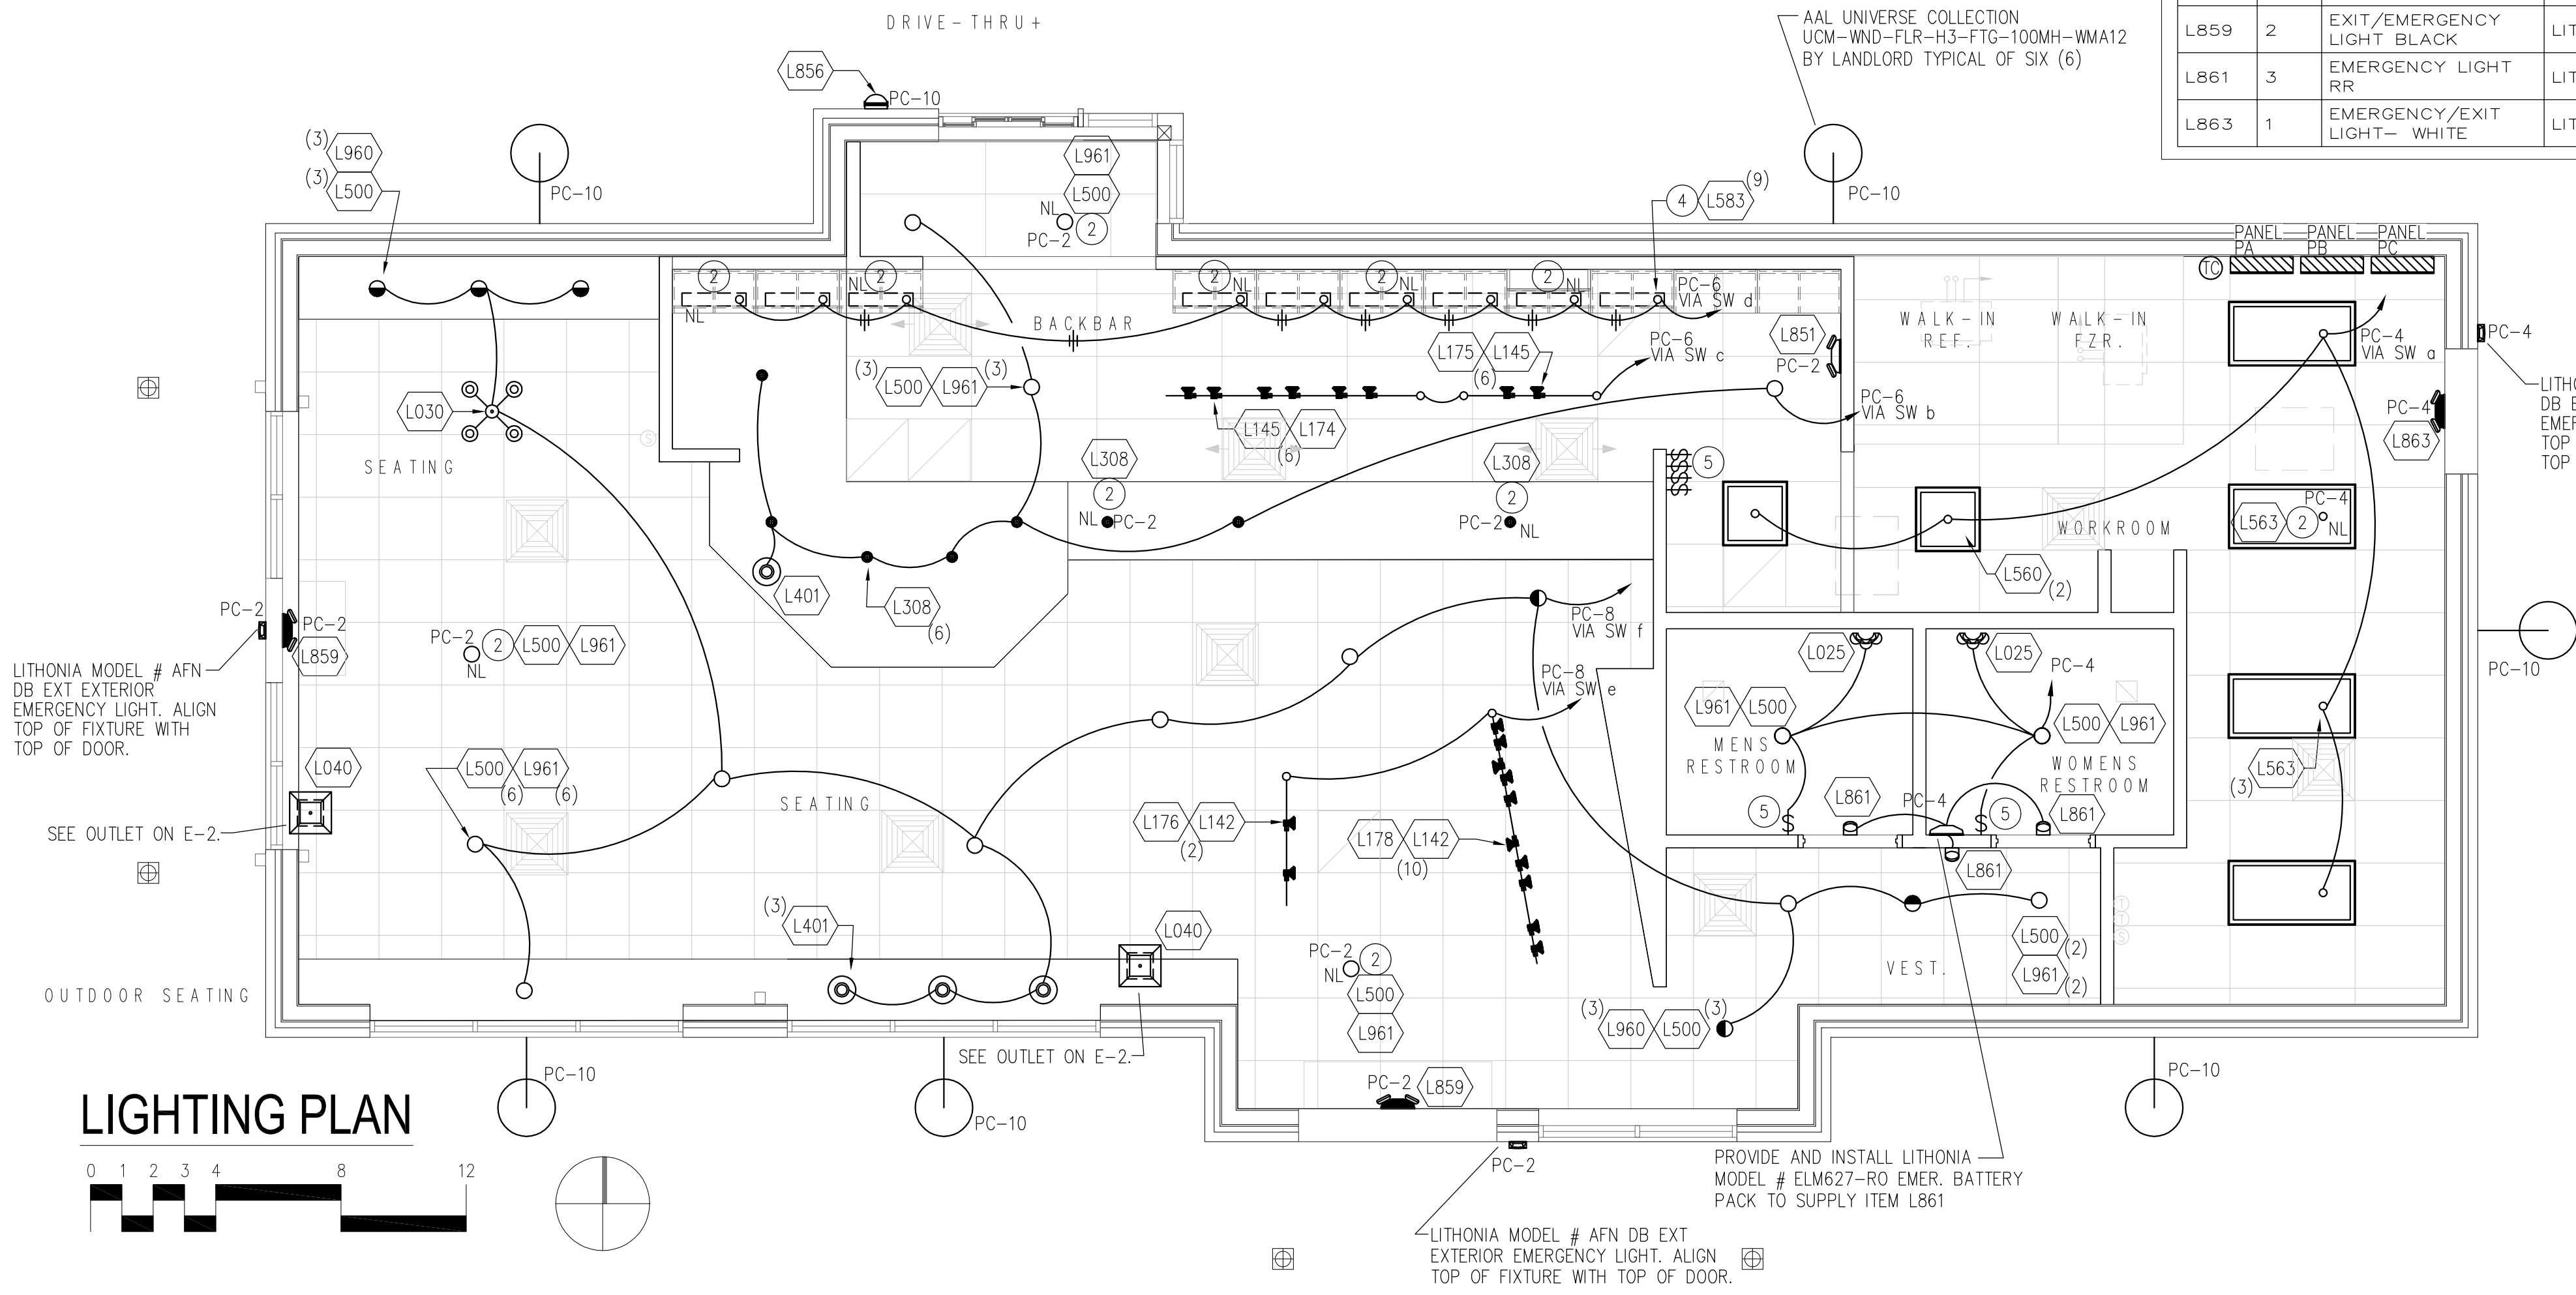 DRIVE-THRU+
AAL UNIVERSE COLLECTION
UCM-WND-FLR-H3-FTG-100MH-WMA12
BY LANDLORD TYPICAL OF SIX (6)
L859 2 EXIT/EMERGENCY
LIGHT BLACK
L861 3 EMERGENCY LIGHT
RR
L863 1 EMERGENCY/EXIT
LIGHT- WHITE
L856
PC-10
(3) L960
(3) L500
PC-10
L961
L500
NL
PC-2 2
4 L583 (9)
PC-10
PANEL PANEL PANEL
PA PB PC
TC
2 NL
2 NL
2 NL
2 NL
2 NL
PC-6
VIA SW d
BACKBAR
L851
PC-2
WALK-IN
REF.
WALK-IN
FZR.
PC-4
VIA SW a
PC-4
L175 L145
(6)
PC-6
VIA SW c
(3) L500 L961 (3)
L030
SEATING
L145 L174
(6)
PC-6
VIA SW b
PC-4
L863
S
L308
2
NL PC-2
L308
2
PC-2 NL
$$$$ 5
PC-4
L563 2 NL
WORKROOM
L560
(2)
L401
L308
(6)
PC-2
PC-2
L859
PC-2 2 L500 L961
NL
LITHONIA MODEL # AFN
DB EXT EXTERIOR
EMERGENCY LIGHT. ALIGN
TOP OF FIXTURE WITH
TOP OF DOOR.
PC-8
VIA SW f
PC-8
VIA SW e
L025
L025
PC-4
PC-10
L961 L500
L500 L961
MENS
RESTROOM
WOMENS
RESTROOM
L040
SEE OUTLET ON E-2.
L500 L961
(6) (6)
SEATING
L176 L142
(2)
L178 L142
(10)
5 $
L861
PC-4
$ 5
L861
L861
L563
(3)
T
T
S
(3)
L401
L040
SEE OUTLET ON E-2.
PC-2 2
NL
L500
L961
L500 (2)
L961 (2)
VEST.
(3) L960 L500 (3)
OUTDOOR SEATING
PC-10
PC-10
PC-10
PC-2 L859
PC-2
PROVIDE AND INSTALL LITHONIA
MODEL # ELM627-RO EMER. BATTERY
PACK TO SUPPLY ITEM L861
LITHONIA MODEL # AFN DB EXT
EXTERIOR EMERGENCY LIGHT. ALIGN
TOP OF FIXTURE WITH TOP OF DOOR.
LIGHTING PLAN
0 1 2 3 4 8 12